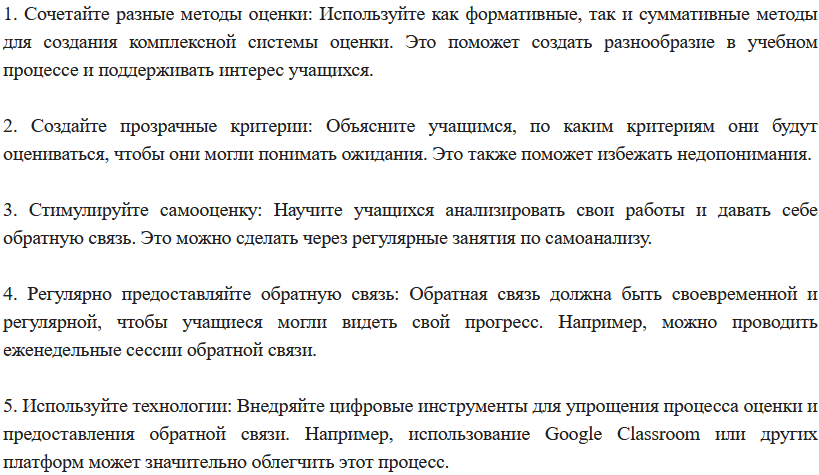 1. Сочетайте разные методы оценки: Используйте как формативные, так и суммативные методы
для создания комплексной системы оценки. Это поможет создать разнообразие в учебном
процессе и поддерживать интерес учащихся.
2. Создайте прозрачные критерии: Объясните учащимся, по каким критериям они будут
оцениваться, чтобы они могли понимать ожидания. Это также поможет избежать недопонимания.
3. Стимулируйте самооценку: Научите учащихся анализировать свои работы и давать себе
обратную связь. Это можно сделать через регулярные занятия по самоанализу.
4. Регулярно предоставляйте обратную связь: Обратная связь должна быть своевременной и
регулярной, чтобы учащиеся могли видеть свой прогресс. Например, можно проводить
еженедельные сессии обратной связи.
5. Используйте технологии: Внедряйте цифровые инструменты для упрощения процесса оценки и
предоставления обратной связи. Например, использование Google Classroom или других
платформ может значительно облегчить этот процесс.